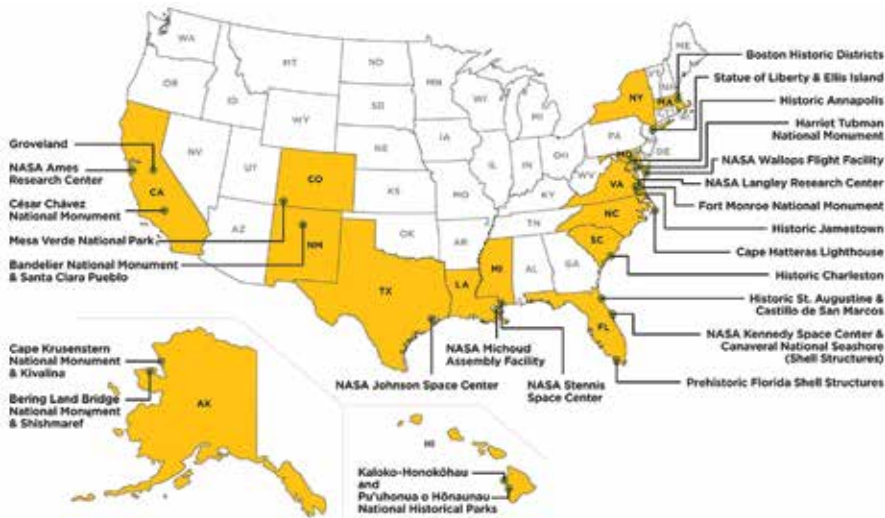 WA
OR
ID
MT
ND
SD
WY
NE
NV
UT
CA
AZ
CO
NM
KS
OK
TX
MN
IA
MO
AR
LA
WI
IL
MI
IN
OH
KY
TN
MI
AL
GA
FL
SC
NC
VA
WV
PA
NY
VT
NH
ME
MA
CT
DE
MD
Groveland
NASA Ames
Research Center
César Chávez
National Monument
Mesa Verde National Park
Bandelier National Monument
& Santa Clara Pueblo
Boston Historic Districts
Statue of Liberty & Ellis Island
Historic Annapolis
Harriet Tubman
National Monument
NASA Wallops Flight Facility
NASA Langley Research Center
Fort Monroe National Monument
Historic Jamestown
Cape Hatteras Lighthouse
Historic Charleston
Historic St. Augustine &
Castillo de San Marcos
NASA Kennedy Space Center &
Canaveral National Seashore
(Shell Structures)
Prehistoric Florida Shell Structures
NASA Michoud
Assembly Facility
NASA Johnson Space Center
NASA Stennis
Space Center
Cape Krusenstern
National Monument
& Kivalina
Bering Land Bridge
National Monument
& Shishmaref
AK
HI
Kaloko-Honokōhau
and
Pu'uhonua o Hōnaunau
National Historical Parks